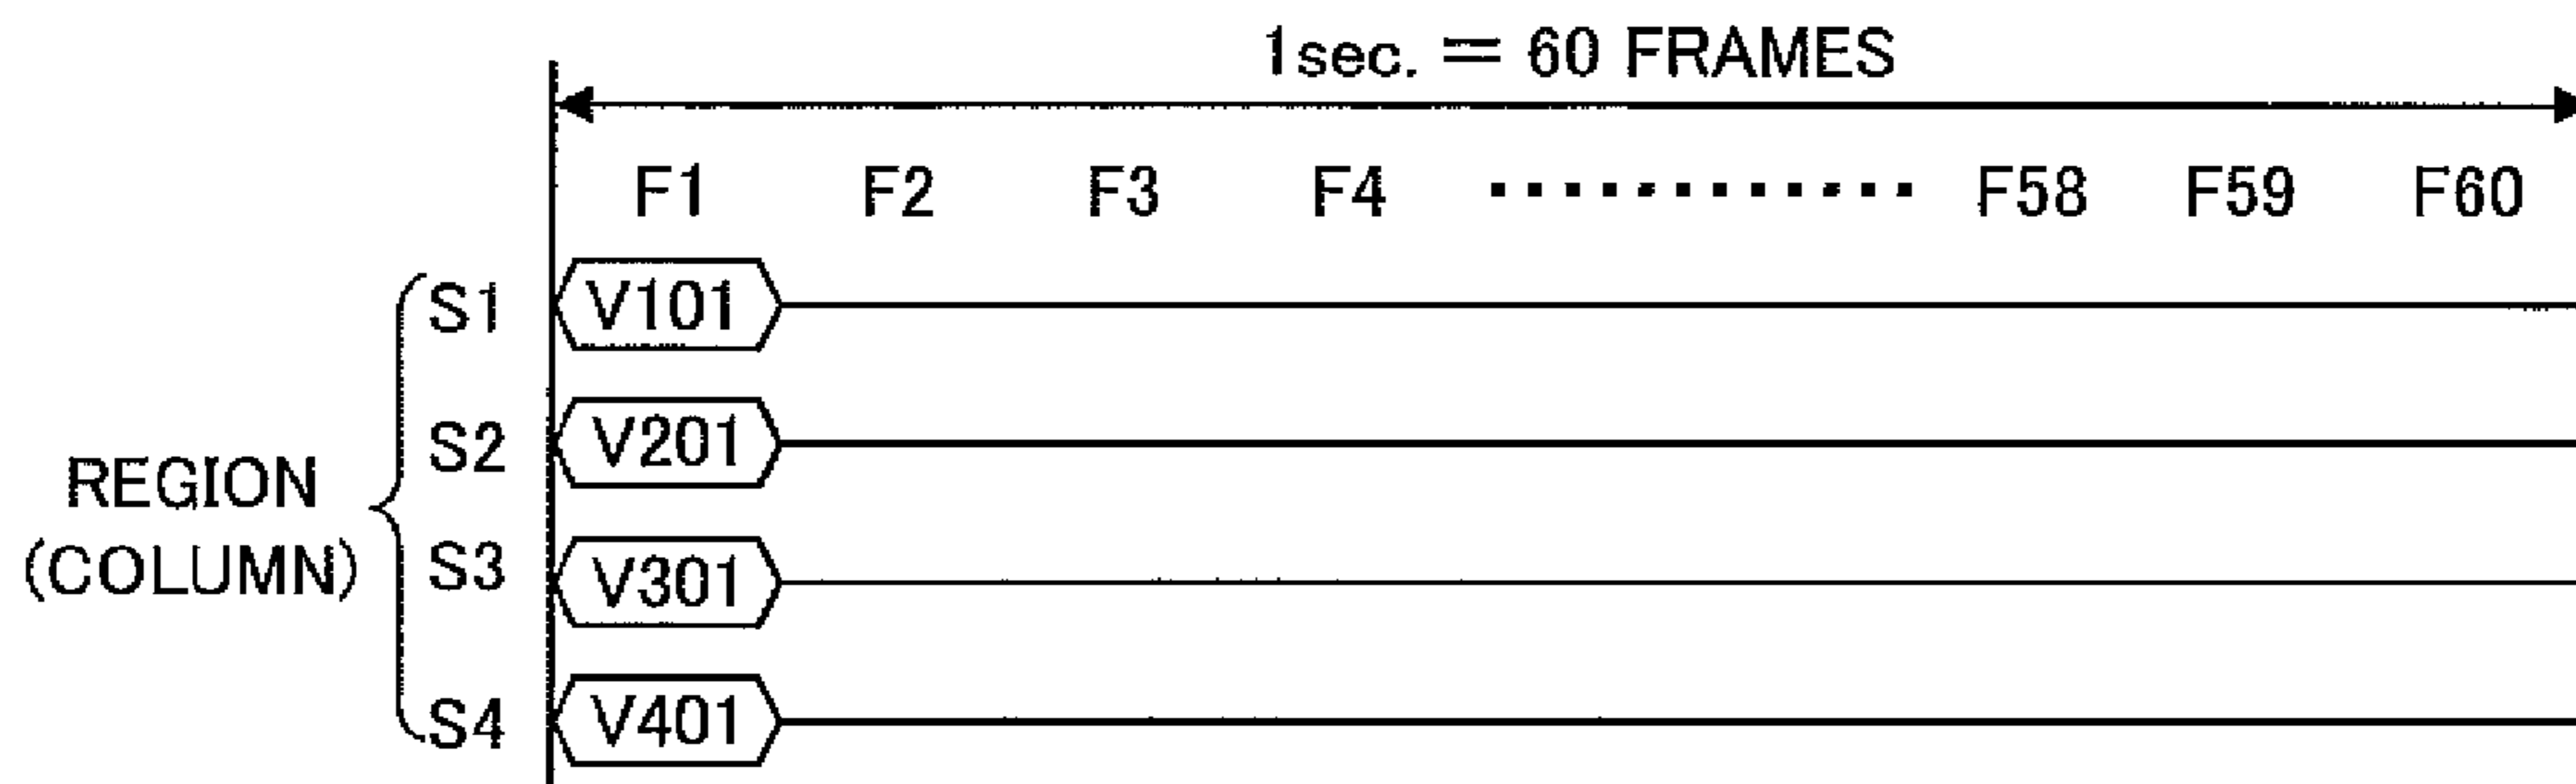 1sec. = 60 FRAMES
F1 F2 F3 F4 ············ F58 F59 F60
S1 V101
S2 V201
REGION
(COLUMN)
S3 V301
S4 V401